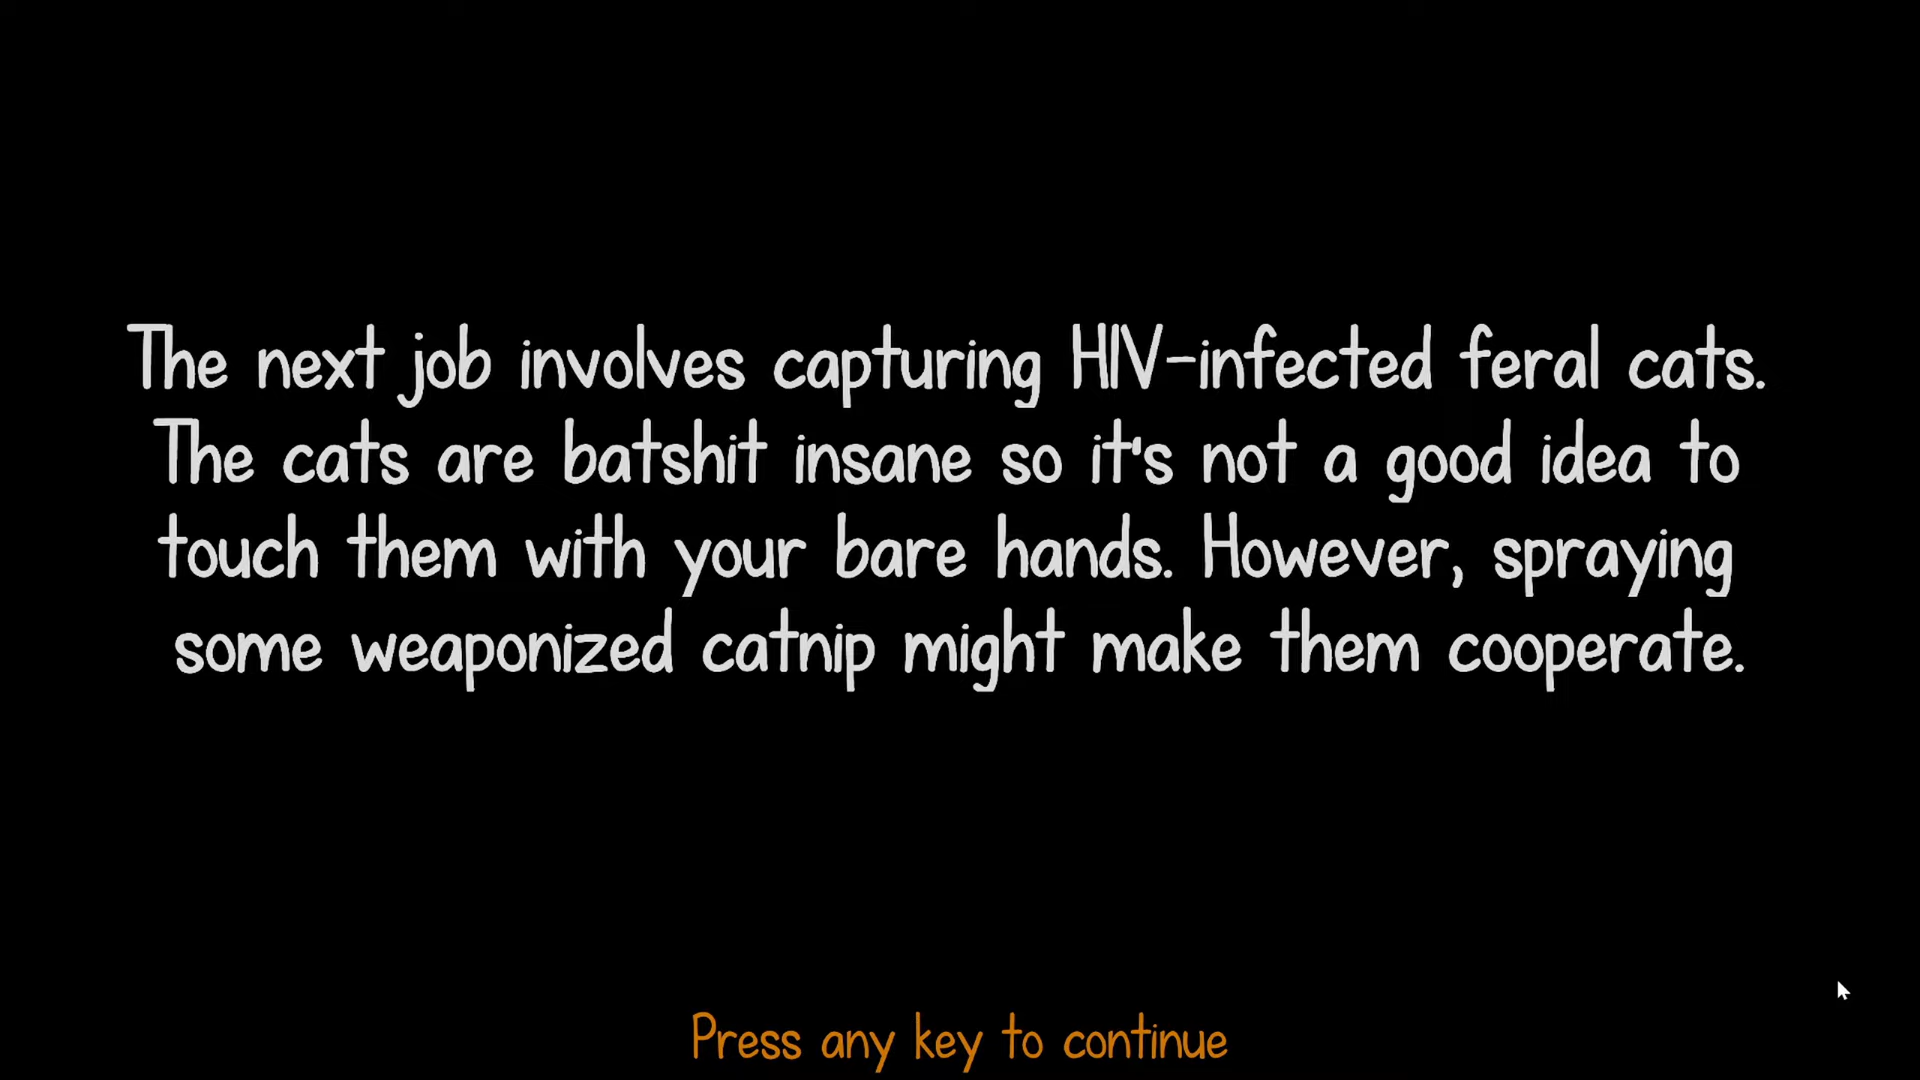 The next job involves capturing HIV-infected feral cats.
The cats are batshit insane so it's not a good idea to
touch them with your bare hands. However, spraying
some weaponized catnip might make them cooperate.
Press any key to continue